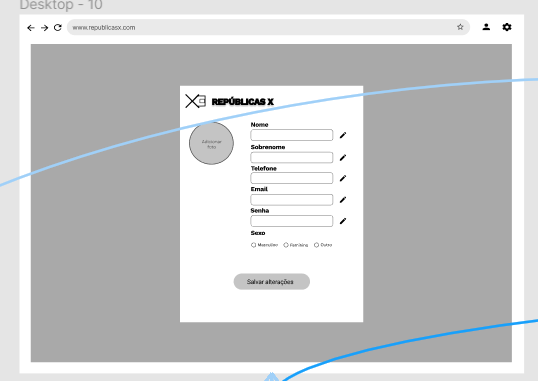 Desktop - 10
www.republicasx.com
REPÚBLICAS X
Adicionar
foto
Nome
Sobrenome
Telefone
Email
Senha
Sexo
Masculino Feminino Outro
Salvar alterações